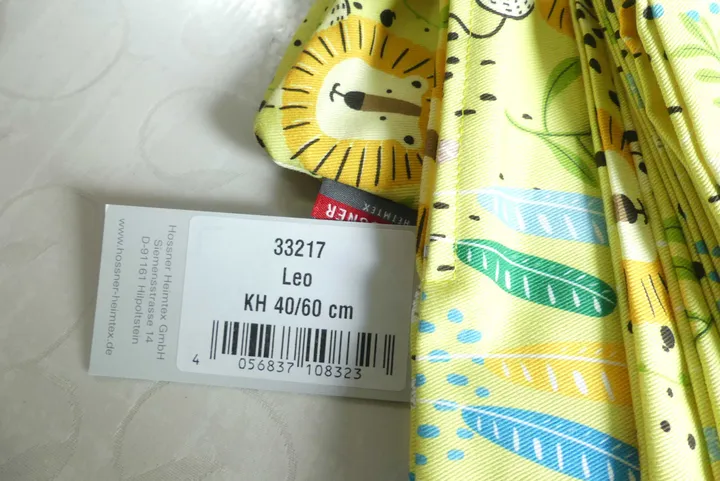 33217
Leo
KH 40/60 cm
4 056837 108323
Hossner Heimtex GmbH
Siemensstrasse 14
D-91161 Hilpoltstein
www.hossner-heimtex.de
HEIMTEX